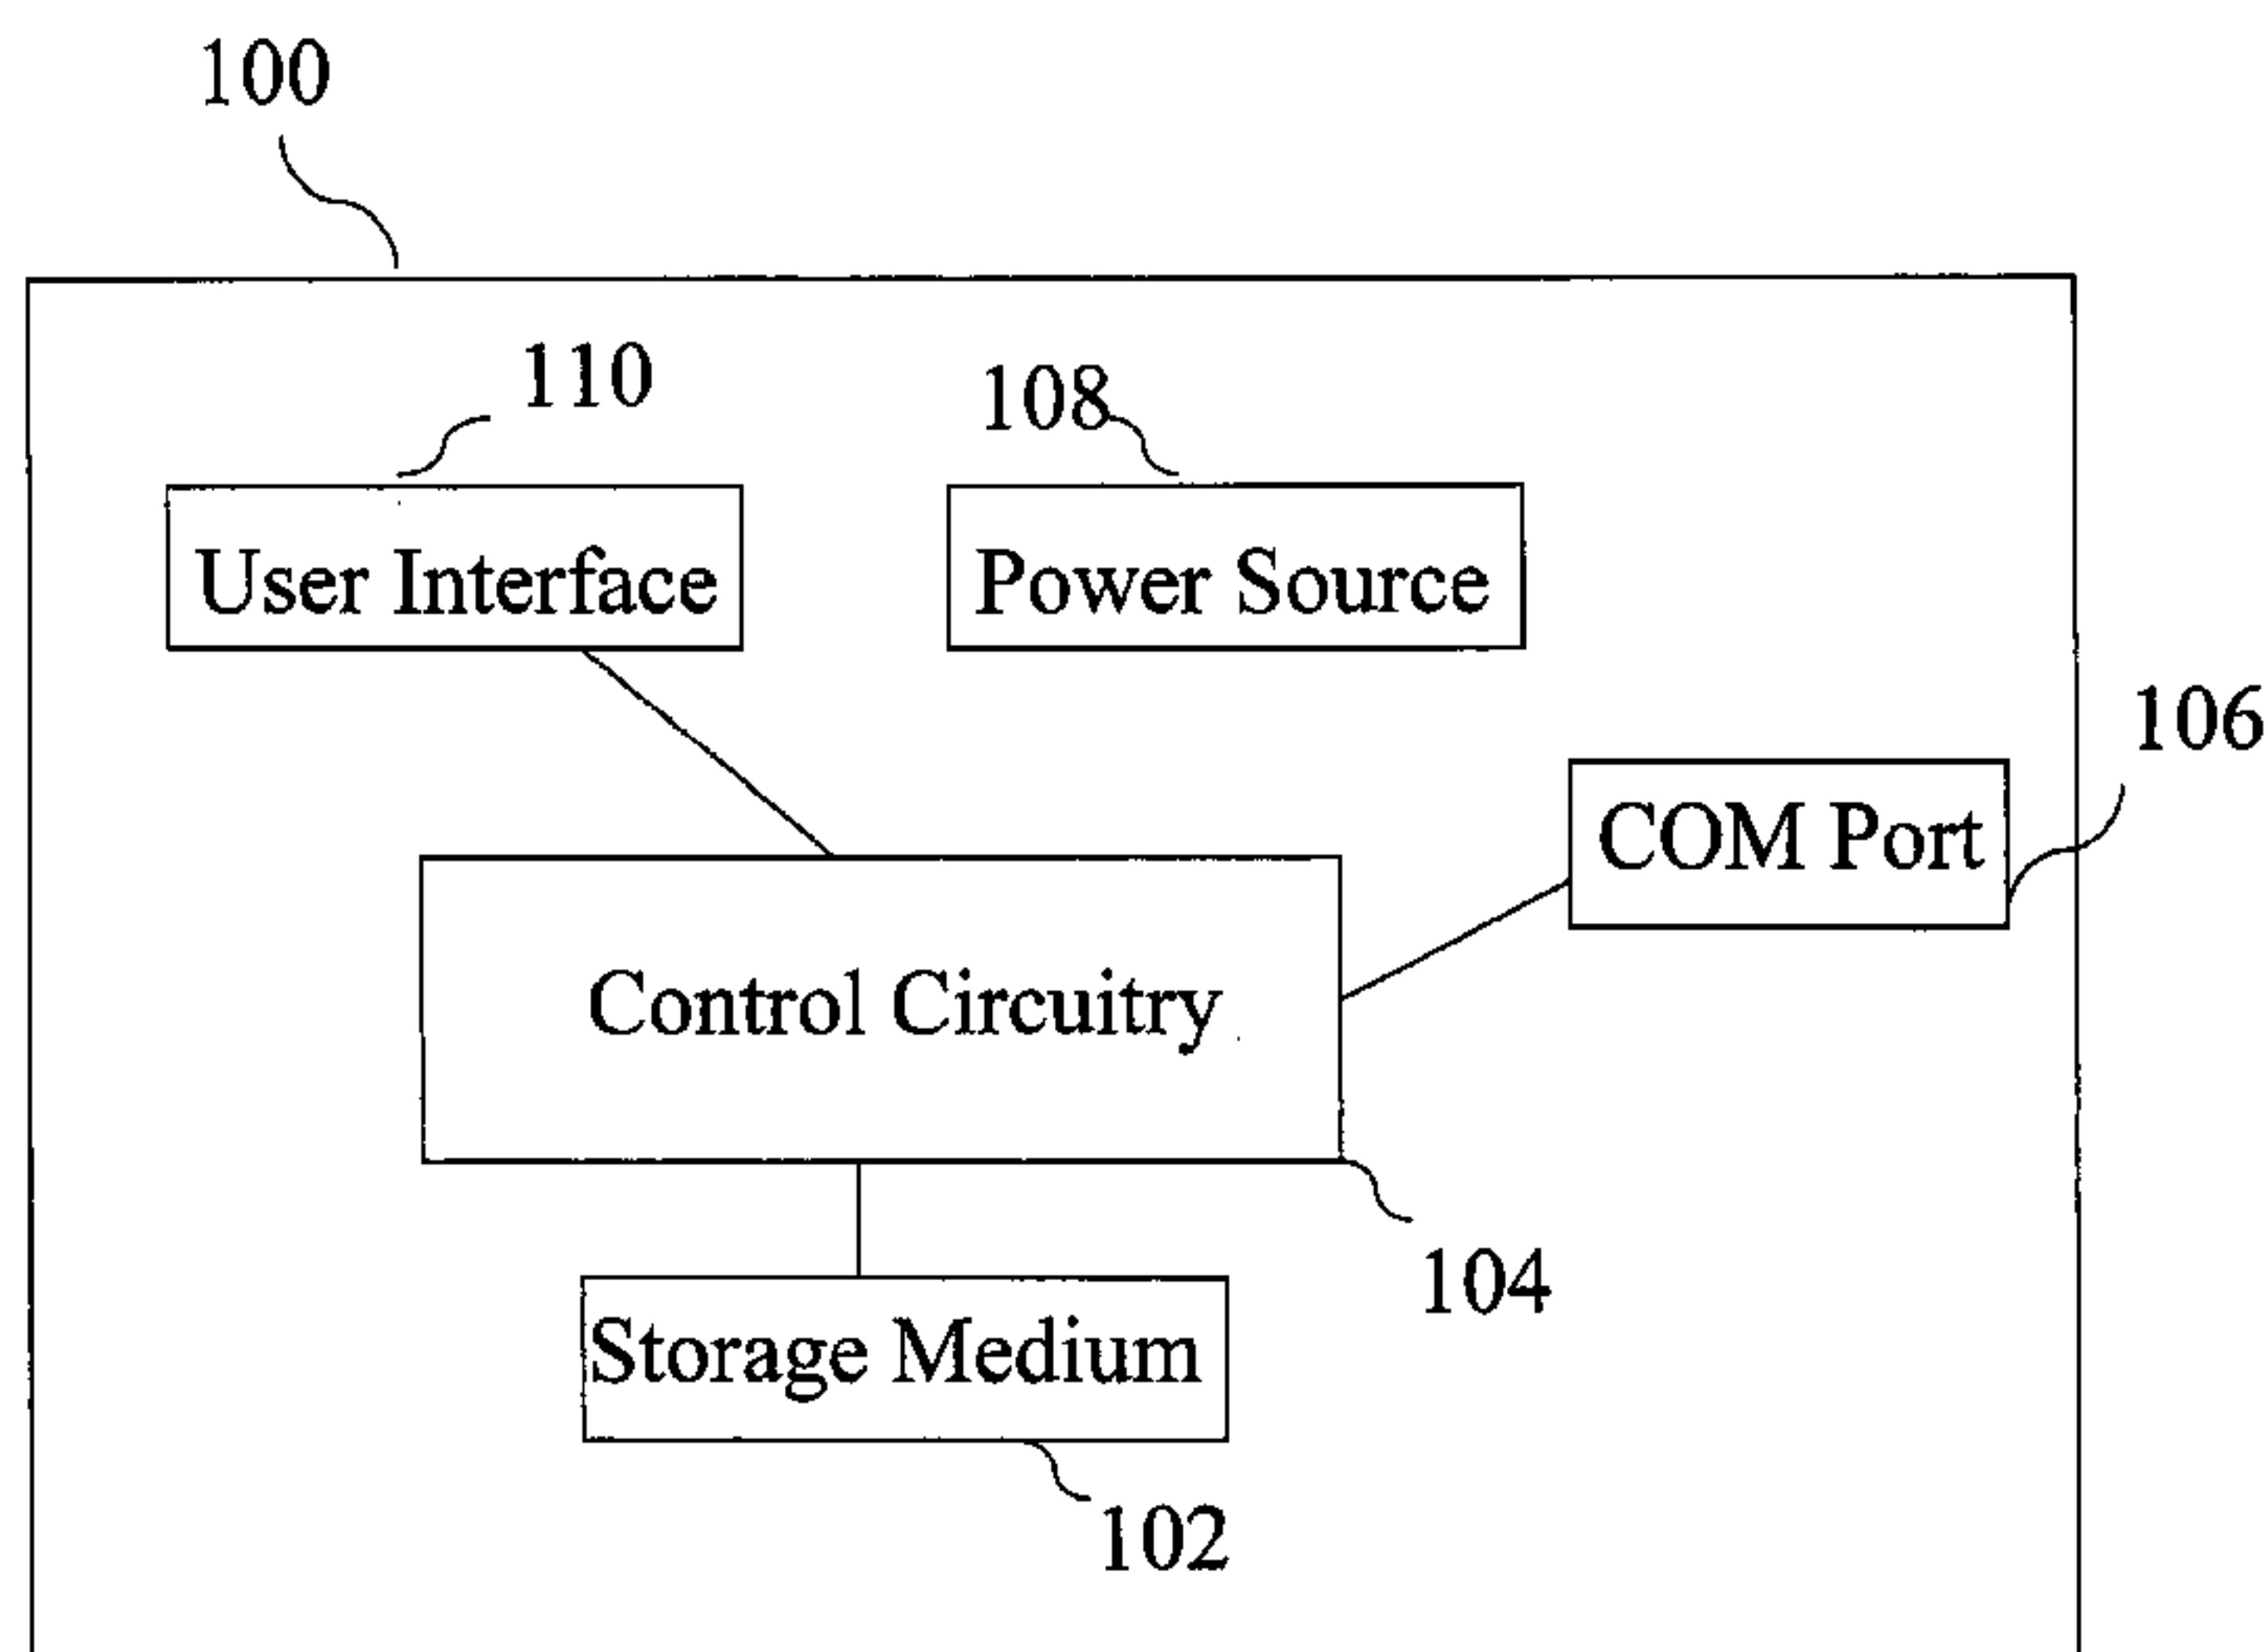 100
110
108
User Interface
Power Source
106
COM Port
Control Circuitry
104
Storage Medium
102